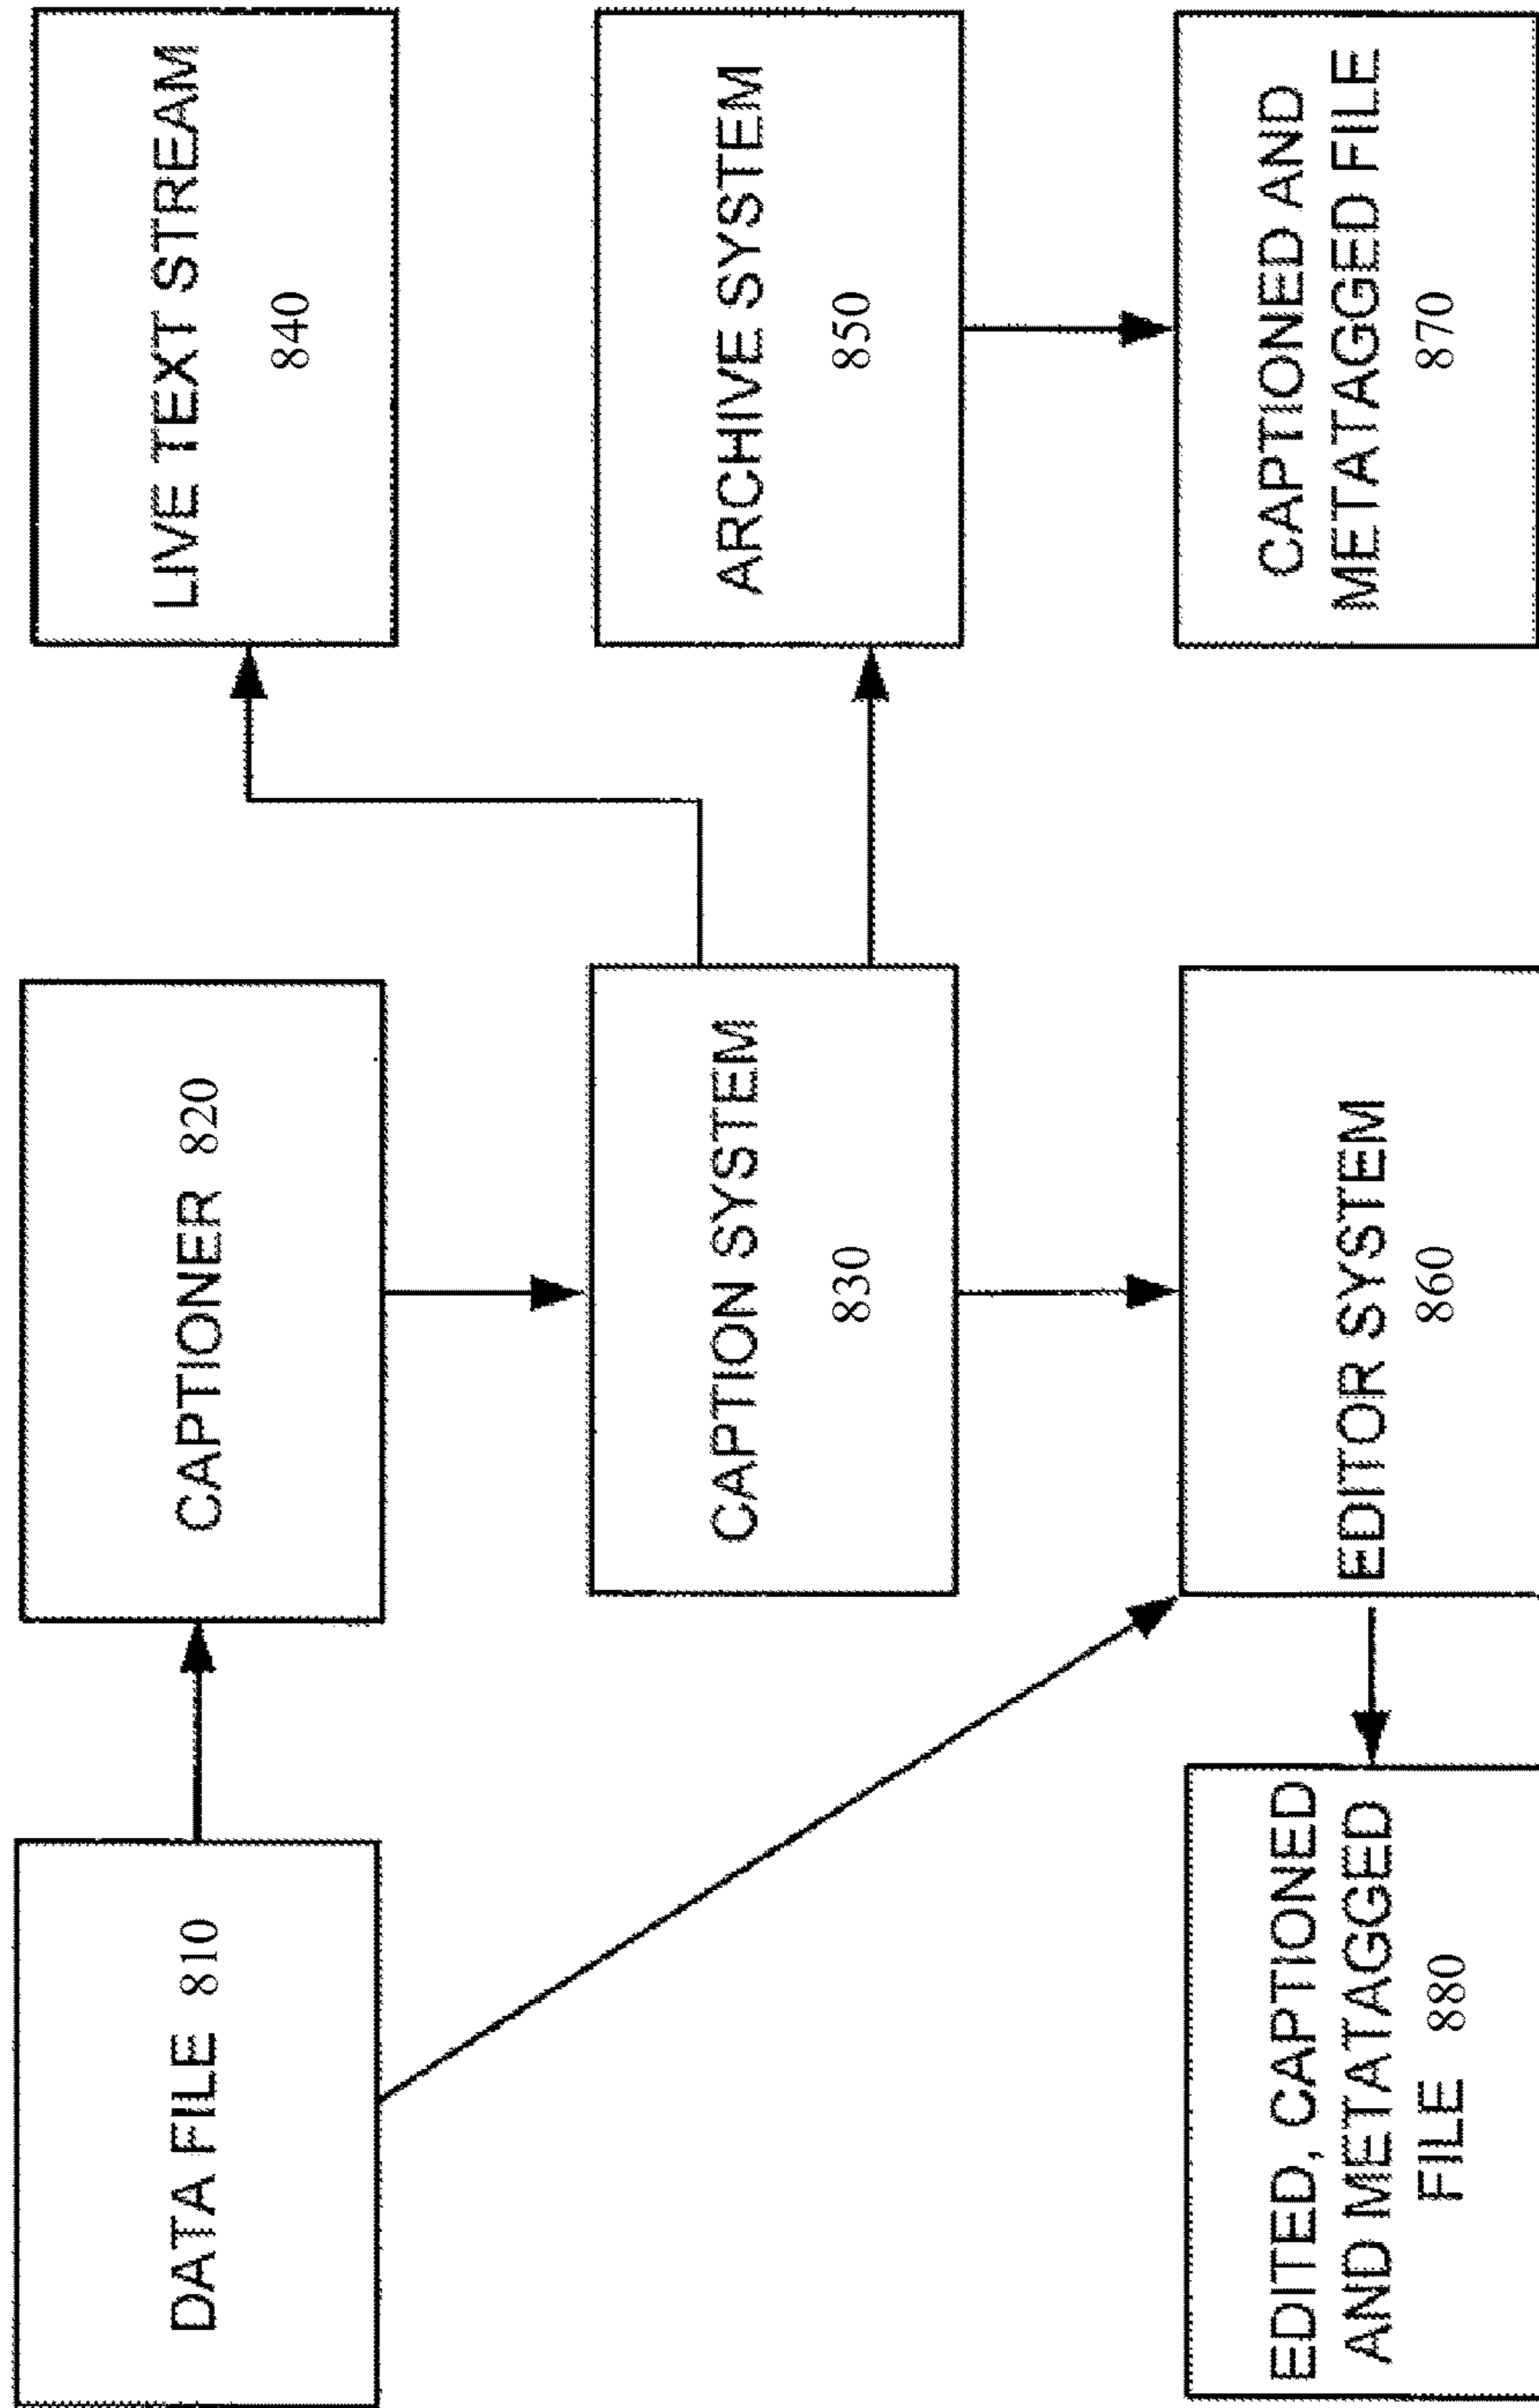 DATA FILE 810
CAPTIONER 820
LIVE TEXT STREAM
840
CAPTION SYSTEM
830
ARCHIVE SYSTEM
850
EDITED, CAPTIONED
AND METATAGGED
FILE 880
EDITOR SYSTEM
860
CAPTIONED AND
METATAGGED FILE
870